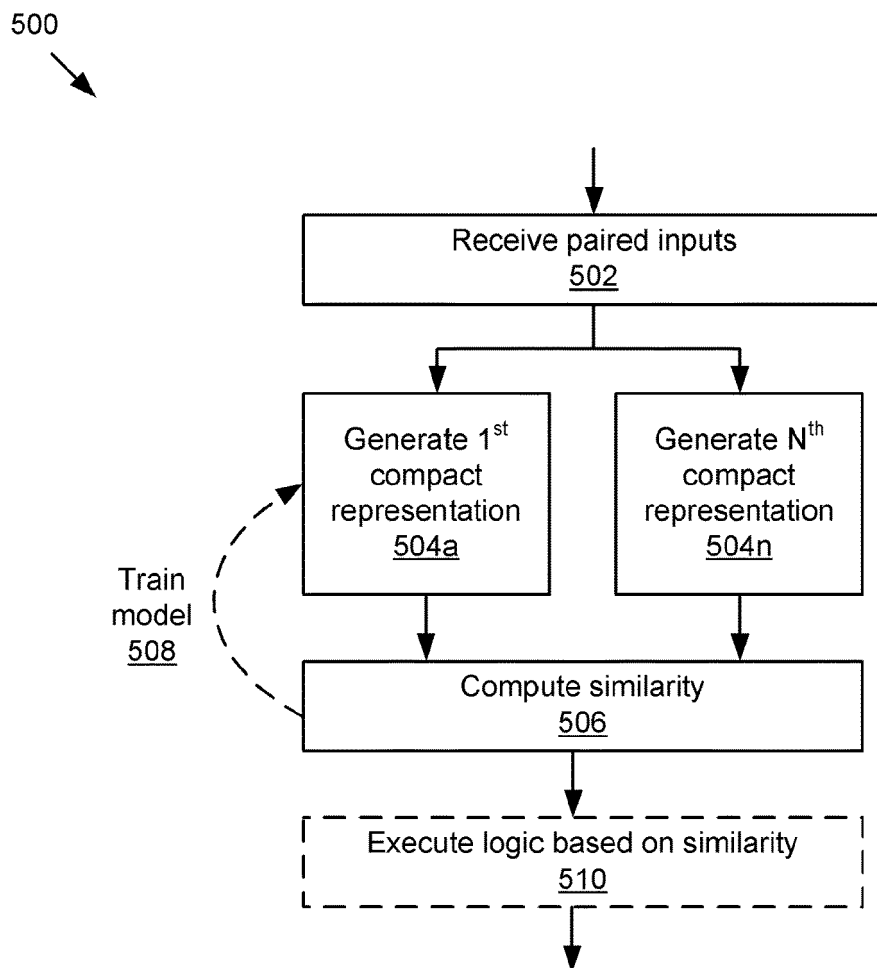 500
Receive paired inputs
502
Generate 1st
compact
representation
504a
Generate Nth
compact
representation
504n
Train
model
508
Compute similarity
506
Execute logic based on similarity
510